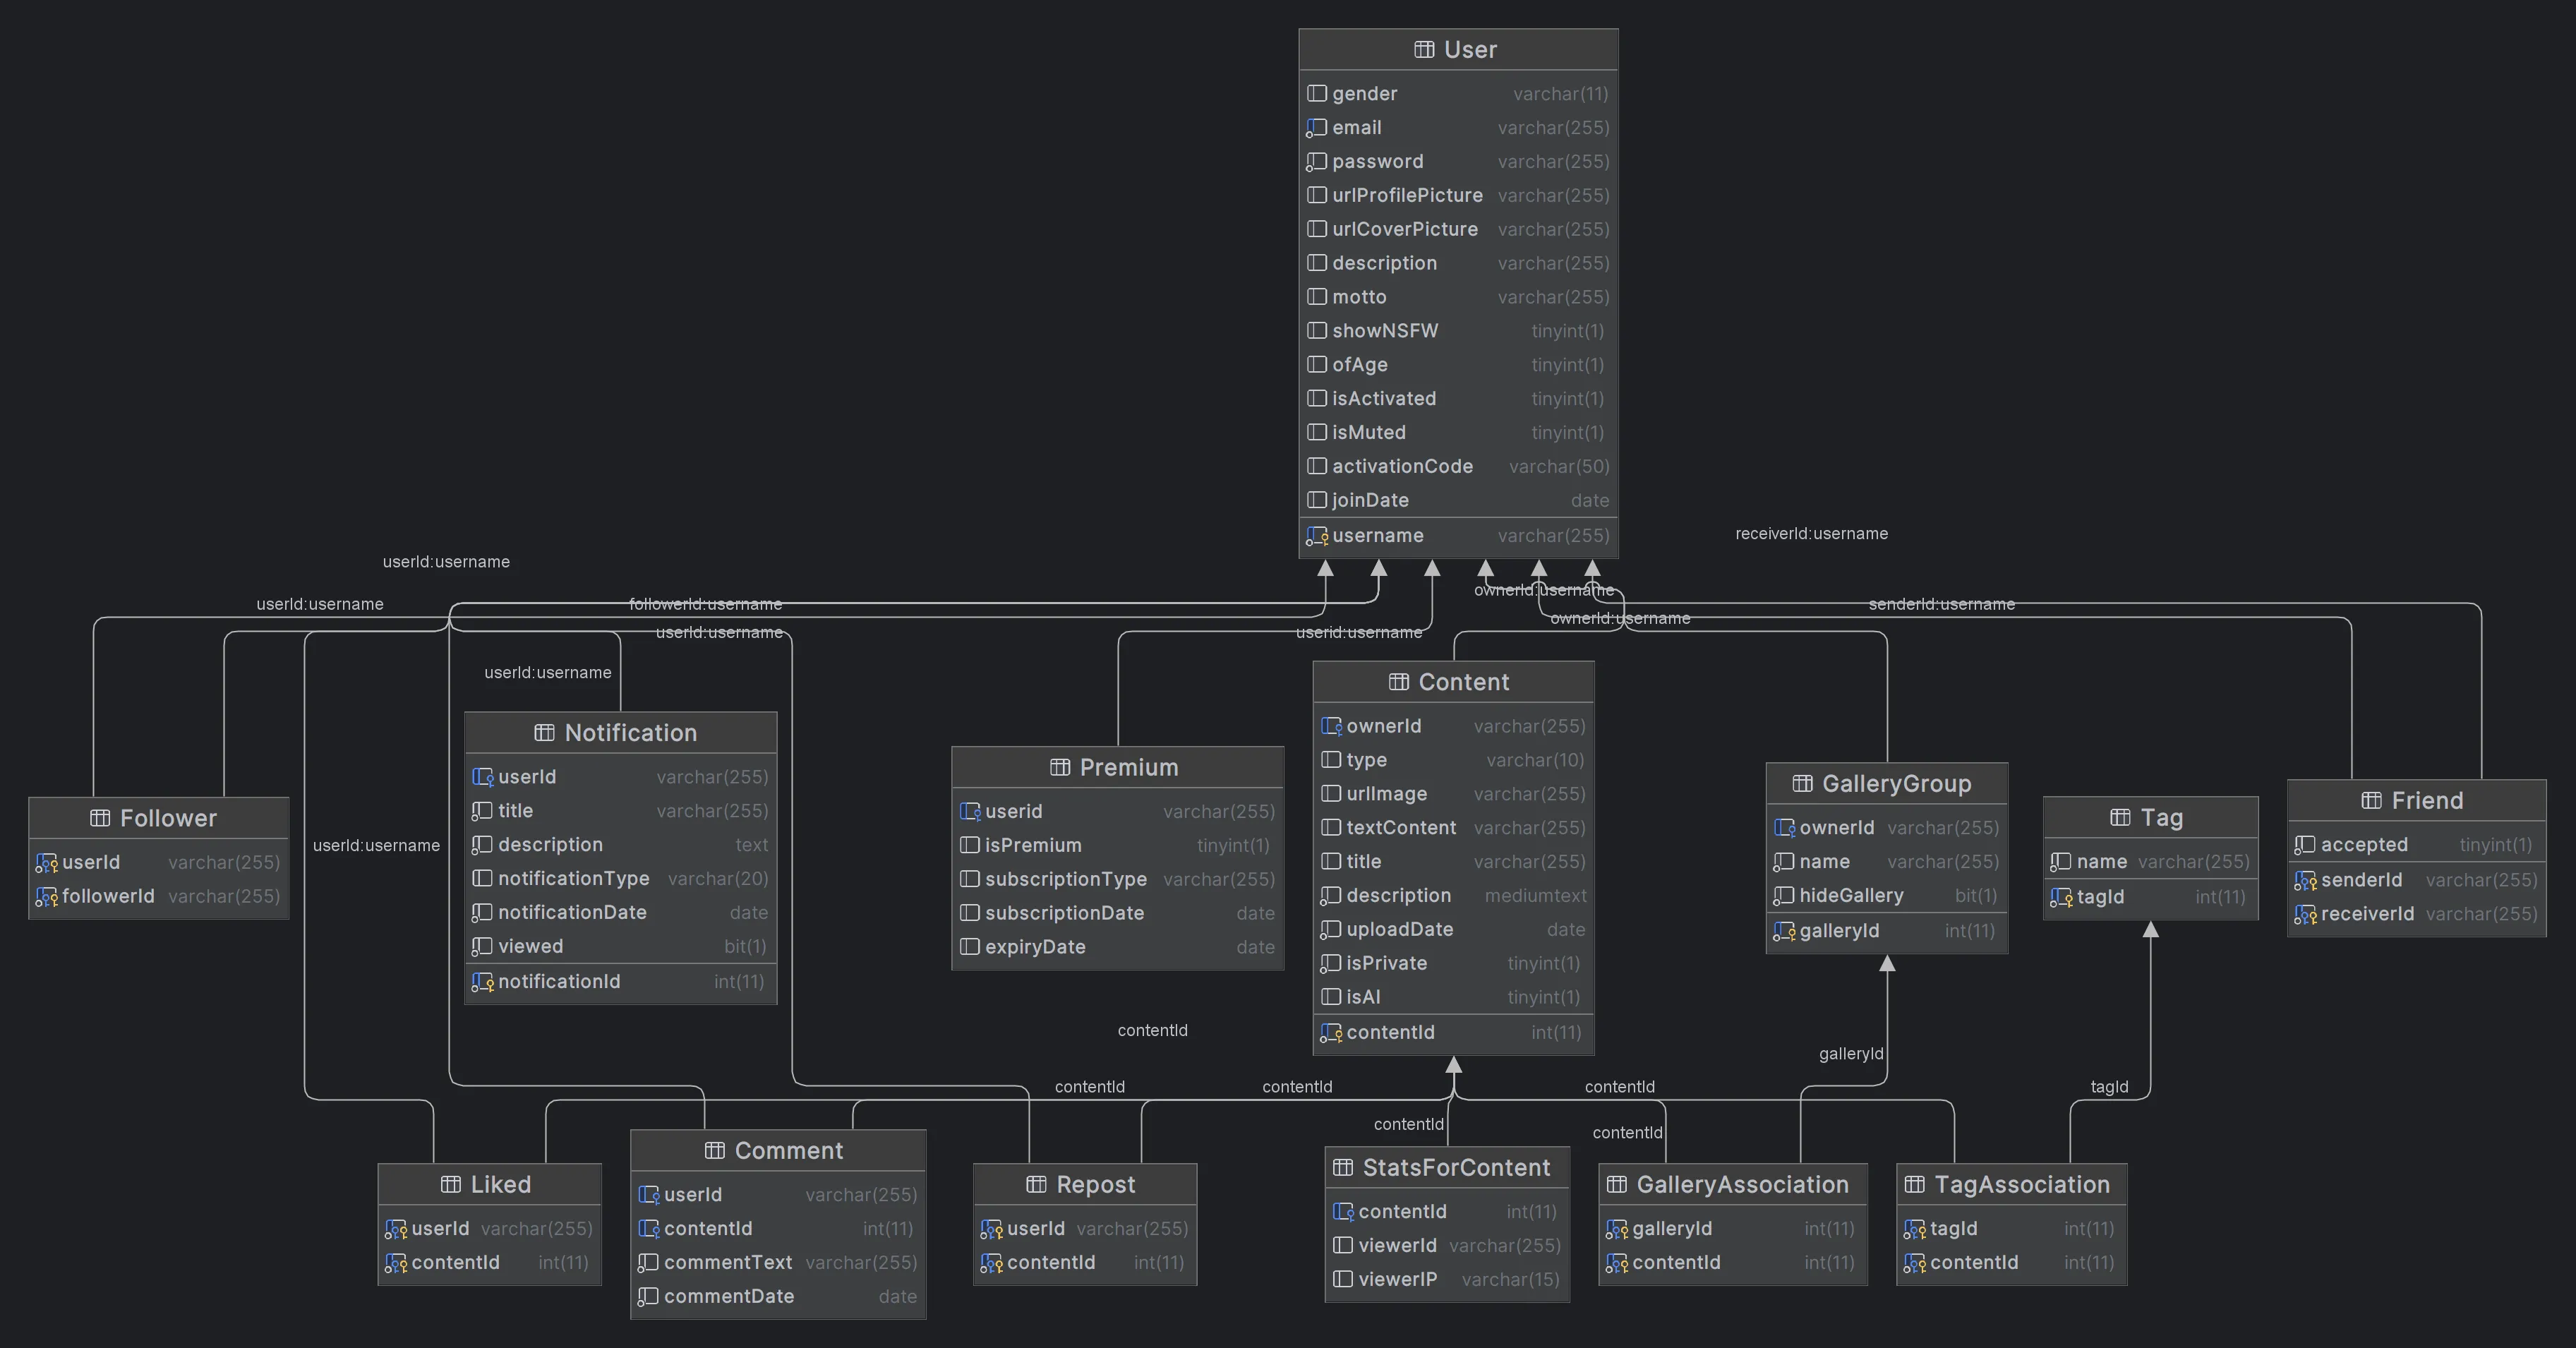 User
gender varchar(11)
email varchar(255)
password varchar(255)
urlProfilePicture varchar(255)
urlCoverPicture varchar(255)
description varchar(255)
motto varchar(255)
showNSFW tinyint(1)
ofAge tinyint(1)
isActivated tinyint(1)
isMuted tinyint(1)
activationCode varchar(50)
joinDate date
username varchar(255)
receiverId:username
userId:username
ownerId:username
userId:username
followerId:username
senderId:username
ownerId:username
userId:username
userid:username
userId:username
userId:username
Follower
userId varchar(255)
followerId varchar(255)
Notification
userId varchar(255)
title varchar(255)
description text
notificationType varchar(20)
notificationDate date
viewed bit(1)
notificationId int(11)
Premium
userid varchar(255)
isPremium tinyint(1)
subscriptionType varchar(255)
subscriptionDate date
expiryDate date
Content
ownerId varchar(255)
type varchar(10)
urlImage varchar(255)
textContent varchar(255)
title varchar(255)
description mediumtext
uploadDate date
isPrivate tinyint(1)
isAI tinyint(1)
contentId int(11)
GalleryGroup
ownerId varchar(255)
name varchar(255)
hideGallery bit(1)
galleryId int(11)
Tag
name varchar(255)
tagId int(11)
Friend
accepted tinyint(1)
senderId varchar(255)
receiverId varchar(255)
contentId
galleryId
contentId
contentId
contentId
tagId
contentId
contentId
Liked
userId varchar(255)
contentId int(11)
Comment
userId varchar(255)
contentId int(11)
commentText varchar(255)
commentDate date
Repost
userId varchar(255)
contentId int(11)
StatsForContent
contentId int(11)
viewerId varchar(255)
viewerIP varchar(15)
GalleryAssociation
galleryId int(11)
contentId int(11)
TagAssociation
tagId int(11)
contentId int(11)